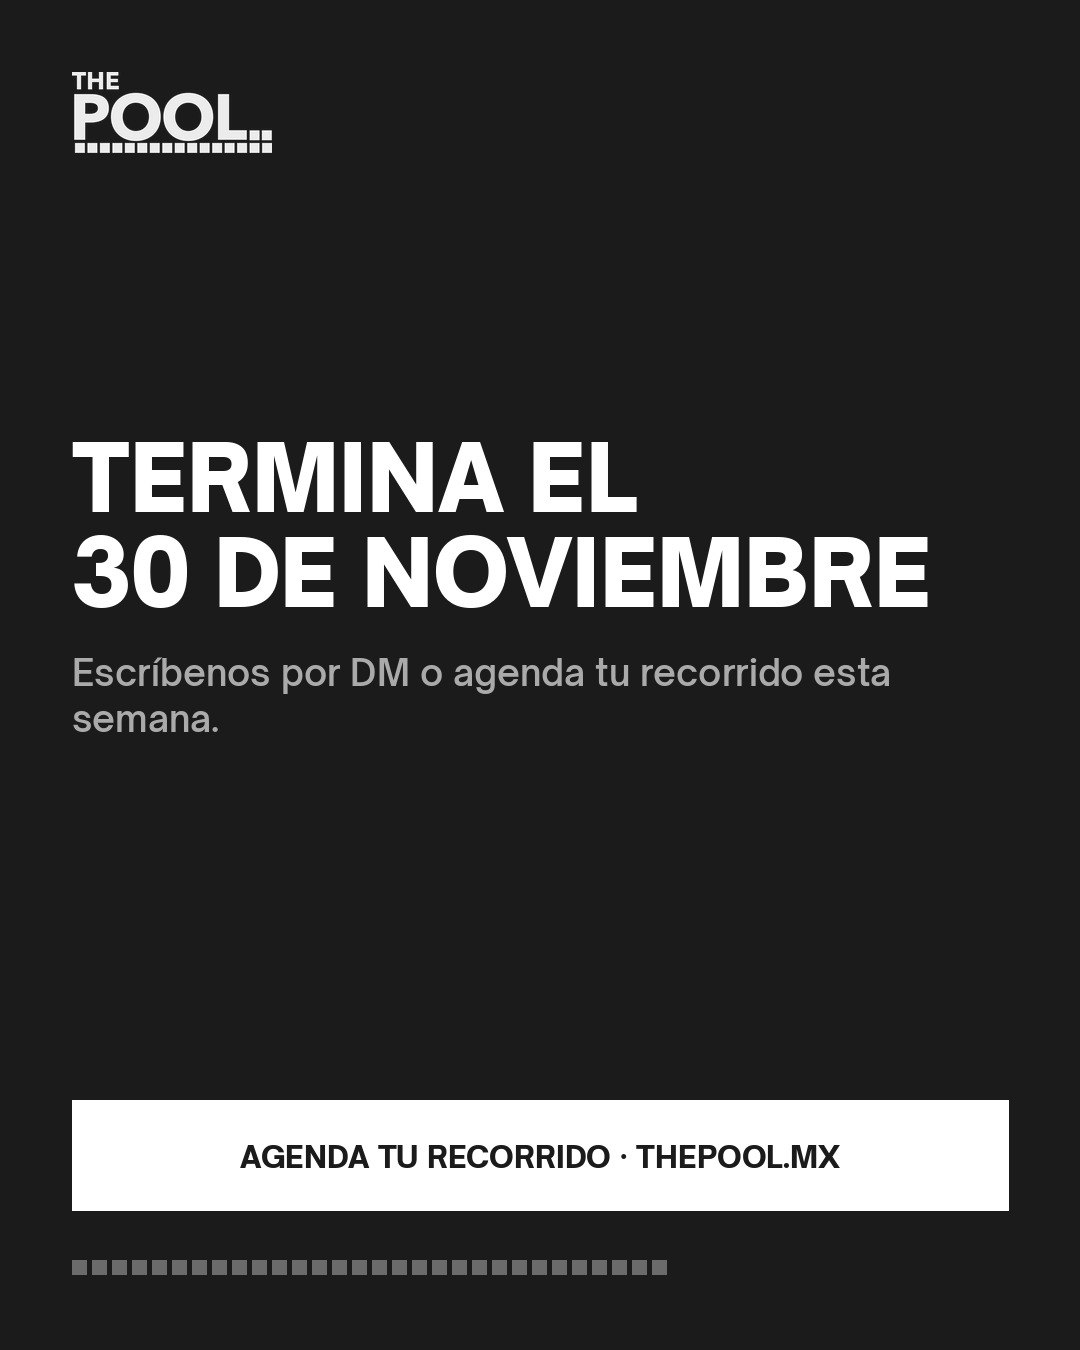 THE
POOL..
TERMINA EL
30 DE NOVIEMBRE
Escríbenos por DM o agenda tu recorrido esta
semana.
AGENDA TU RECORRIDO · THEPOOL.MX